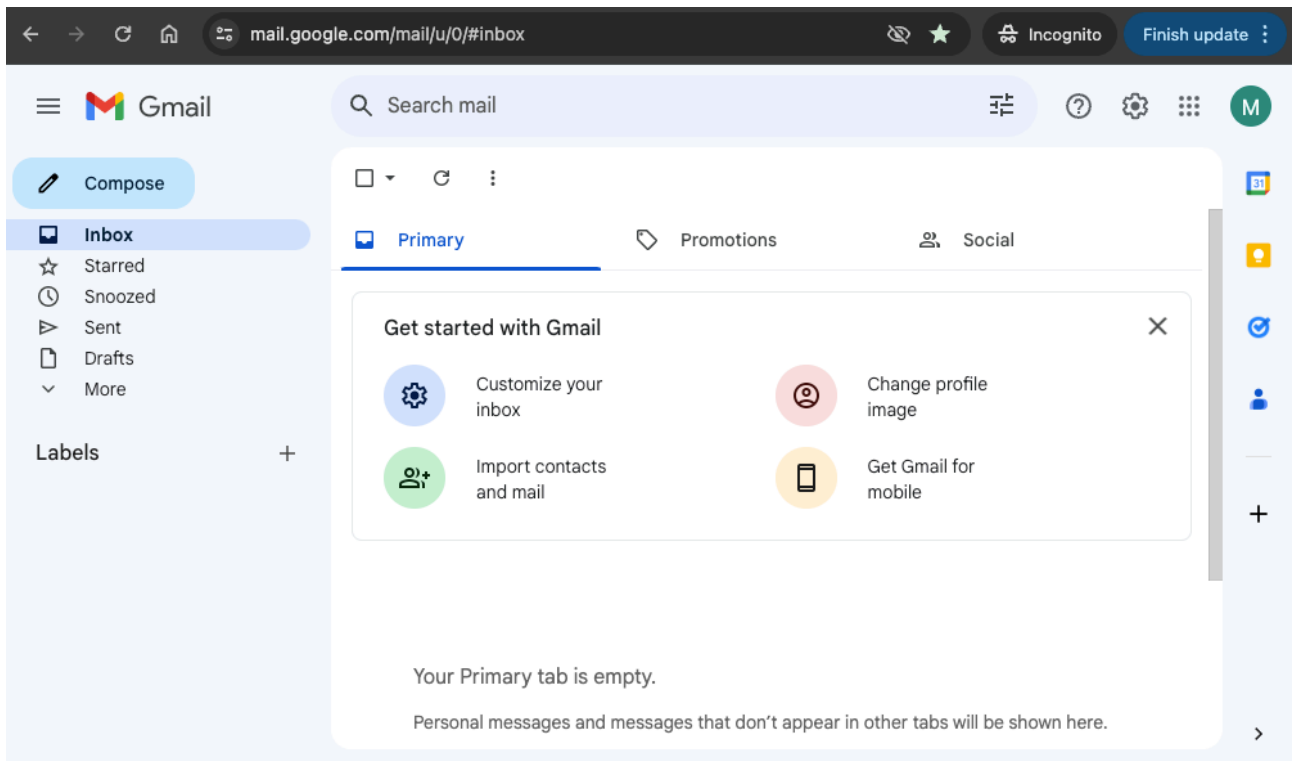 mail.google.com/mail/u/0/#inbox
Incognito
Finish update
Gmail
Search mail
M
Compose
Inbox
Starred
Snoozed
Sent
Drafts
More
Labels
Primary
Promotions
Social
Get started with Gmail
Customize your
inbox
Change profile
image
Import contacts
and mail
Get Gmail for
mobile
Your Primary tab is empty.
Personal messages and messages that don’t appear in other tabs will be shown here.
31